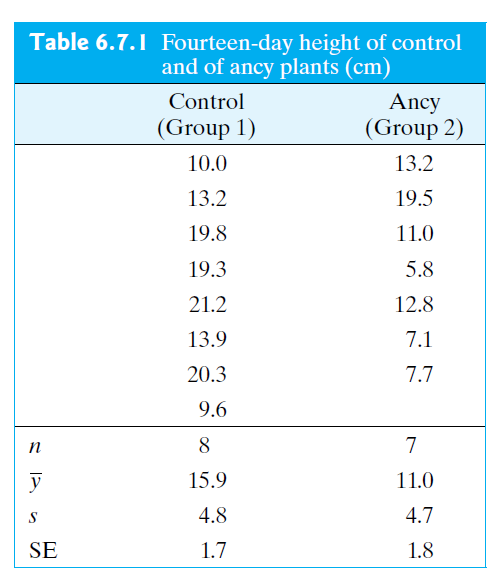 Table 6.7.1 Fourteen-day height of control
and of ancy plants (cm)
Control Ancy
(Group 1) (Group 2)
10.0 13.2
13.2 19.5
19.8 11.0
19.3 5.8
21.2 12.8
13.9 7.1
20.3 7.7
9.6
n 8 7
ȳ 15.9 11.0
s 4.8 4.7
SE 1.7 1.8